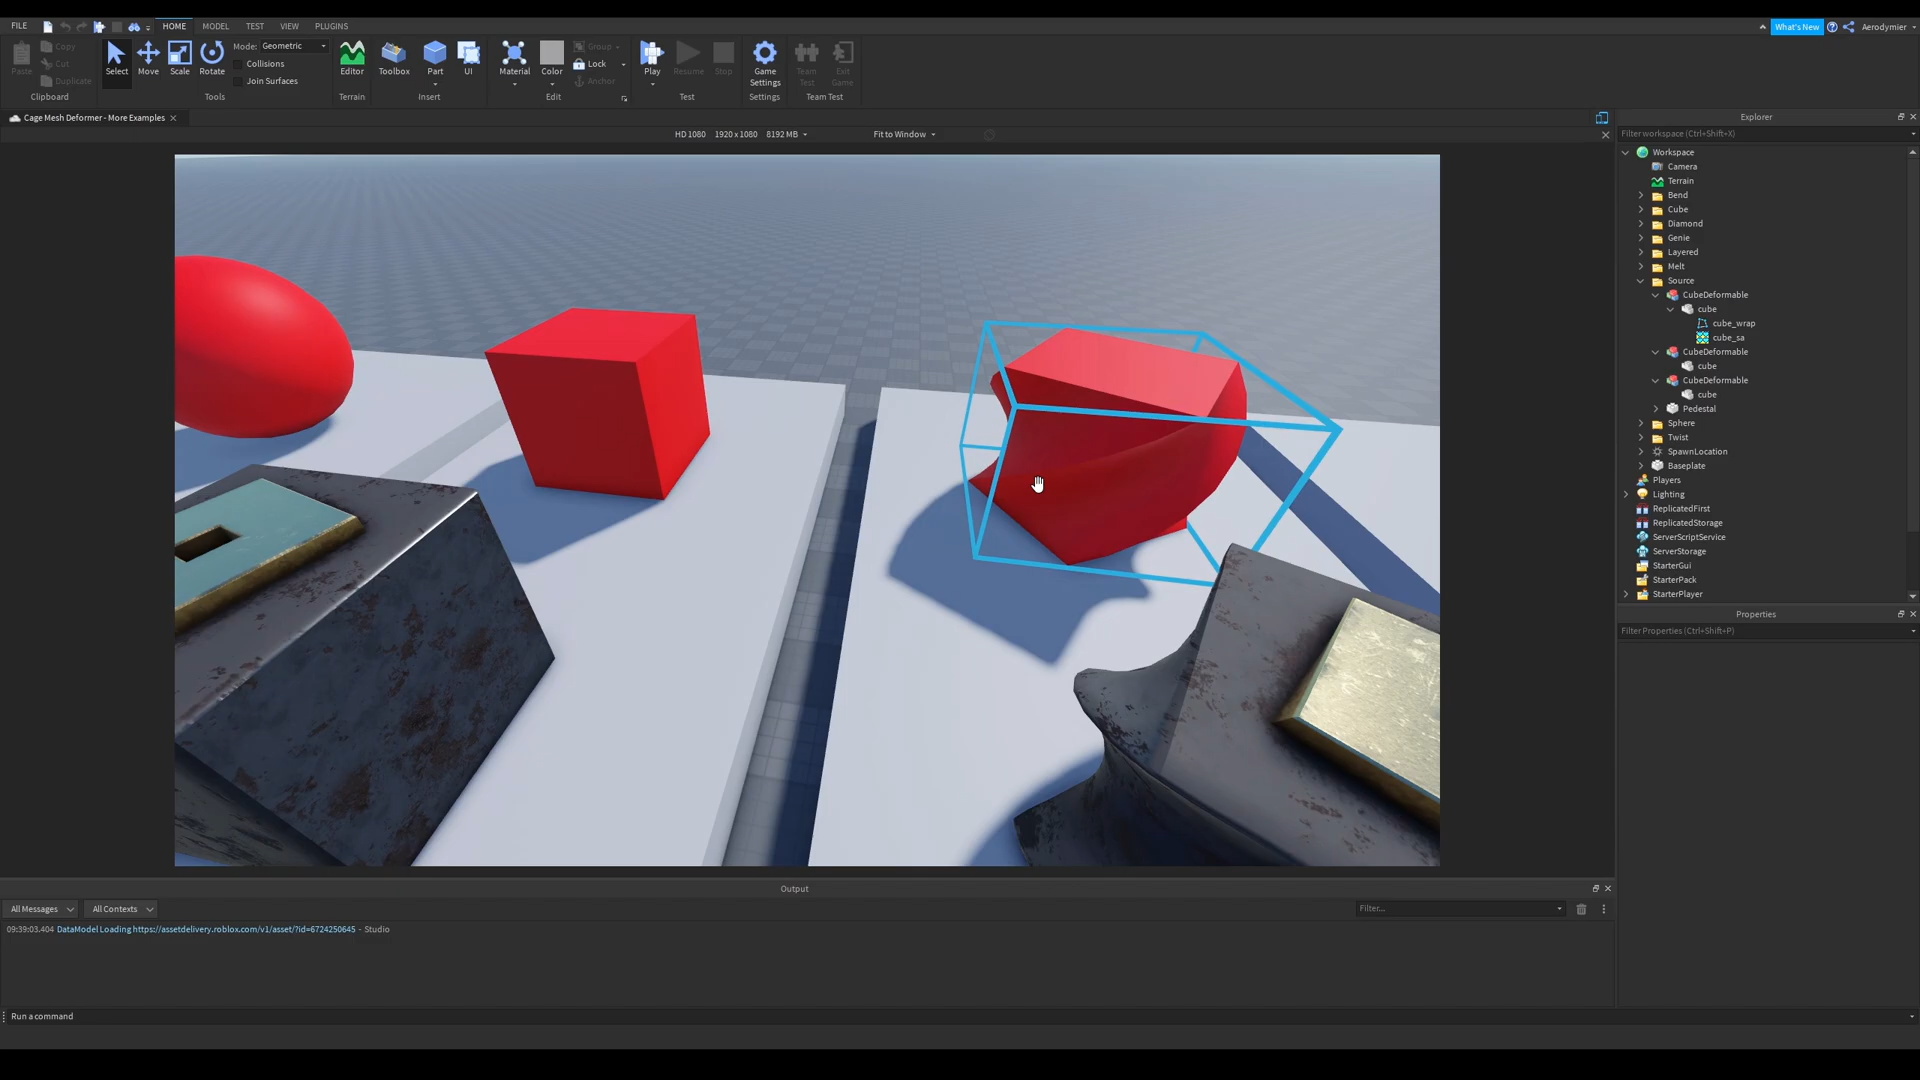 FILE HOME MODEL TEST VIEW PLUGINS What's New Aerodymier
Paste Copy Cut Duplicate Clipboard
Select Move Scale Rotate Mode: Geometric Collisions Join Surfaces Tools
Editor Terrain
Toolbox Part UI Insert
Material Color Group Lock Anchor Edit
Play Resume Stop Test
Game Settings Settings
Team Test Exit Game Team Test
Cage Mesh Deformer - More Examples
HD 1080 1920 x 1080 8192 MB Fit to Window
Explorer
Filter workspace (Ctrl+Shift+X)
Workspace
Camera
Terrain
Bend
Cube
Diamond
Genie
Layered
Melt
Source
CubeDeformable
cube
cube_wrap
cube_sa
CubeDeformable
cube
CubeDeformable
cube
Pedestal
Sphere
Twist
SpawnLocation
Baseplate
Players
Lighting
ReplicatedFirst
ReplicatedStorage
ServerScriptService
ServerStorage
StarterGui
StarterPack
StarterPlayer
Properties
Filter Properties (Ctrl+Shift+P)
Output
All Messages All Contexts Filter...
09:39:03.404 DataModel Loading https://assetdelivery.roblox.com/v1/asset/?id=6724250645 - Studio
Run a command